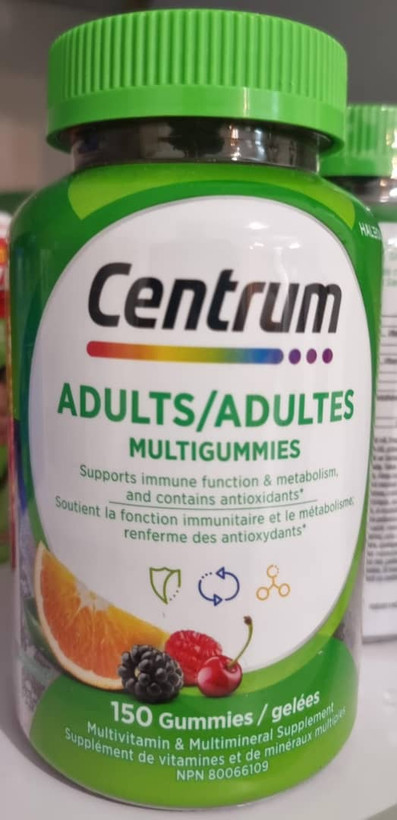 Centrum
ADULTS/ADULTES
MULTIGUMMIES
Supports immune function & metabolism,
and contains antioxidants*
Soutient la fonction immunitaire et le métabolisme;
renferme des antioxydants*
150 Gummies / gelées
Multivitamin & Multimineral Supplement
Supplément de vitamines et de minéraux multiples
NPN 80066109